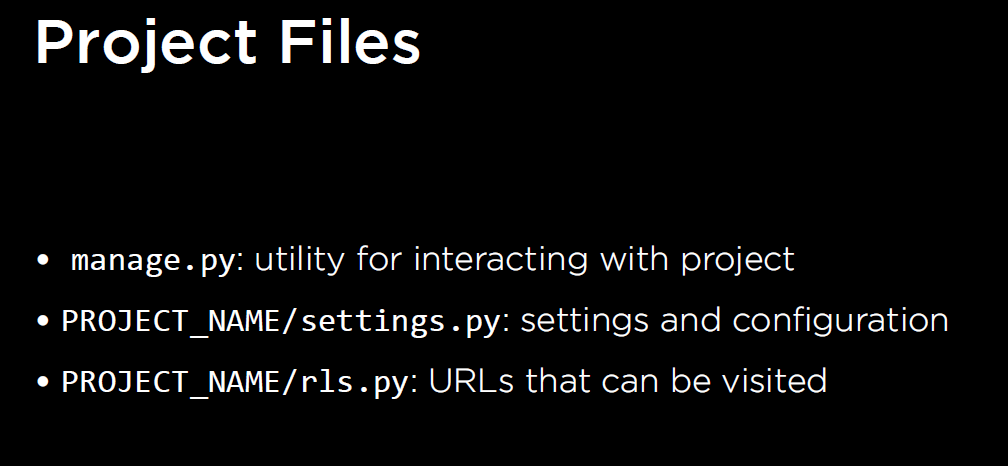 Project Files
• manage.py: utility for interacting with project
• PROJECT_NAME/settings.py: settings and configuration
• PROJECT_NAME/rls.py: URLs that can be visited